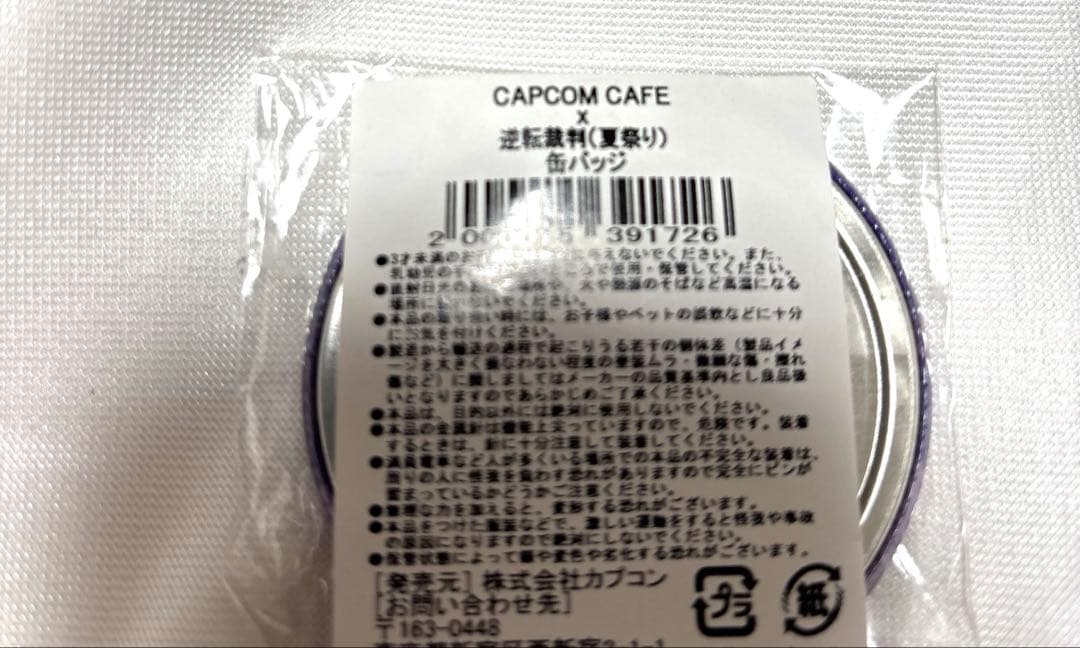 CAPCOM CAFE
x
逆転裁判(夏祭り)
缶バッジ
391726
●3才未満のお えないでください。また、
乳幼児の で使用・保管してください。
●直射日光の 場所や、火や熱源のそばなど高温になる
場所に ないでください。
●本品の取り扱い時には、お子様やペットの誤飲などに十分
にお気を付けください。
●製造から輸送の過程で起こりうる若干の個体差(製品イメ
ージを大きく損なわない程度の塗装ムラ・微細な傷・擦れ
傷など)に関しましてはメーカーの品質基準内とし良品扱
いとなりますのであらかじめご了承ください。
●本品は、目的以外には絶対に使用しないでください。
●本品の金属針は機能上尖っていますので、危険です。装着
するときは、針に十分注意して装着してください。
●満員電車など人が多くいる場所での本品の不完全な装着は、
周りの人に怪我を負わす恐れがありますので完全にピンが
留まっているかどうかご注意ください。
●無理な力を加えると、変形する恐れがございます。
●本品をつけた服装などで、激しい運動をすると怪我や事故
の原因になりますので絶対にしないでください。
●保管状態によって錆や変色や劣化する恐れがございます。
[発売元] 株式会社カプコン
[お問い合わせ先]
〒163-0448
プラ
紙